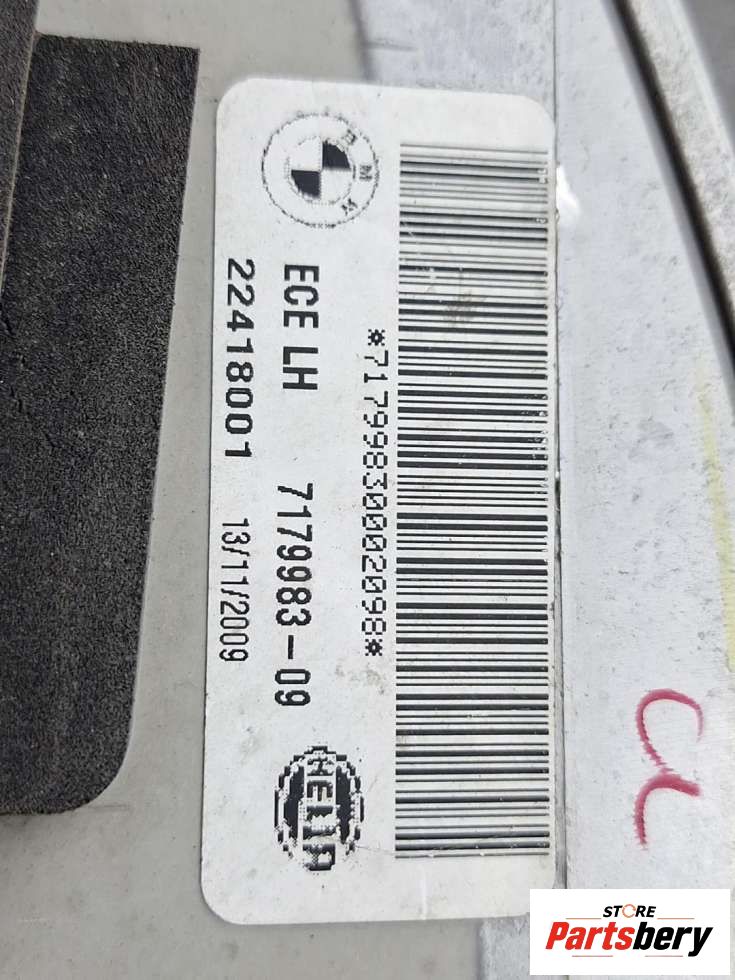 BMW
ECE LH 7179983-09
22418001 13/11/2009
*71799830002098*
HELLA
STORE
Partsbery